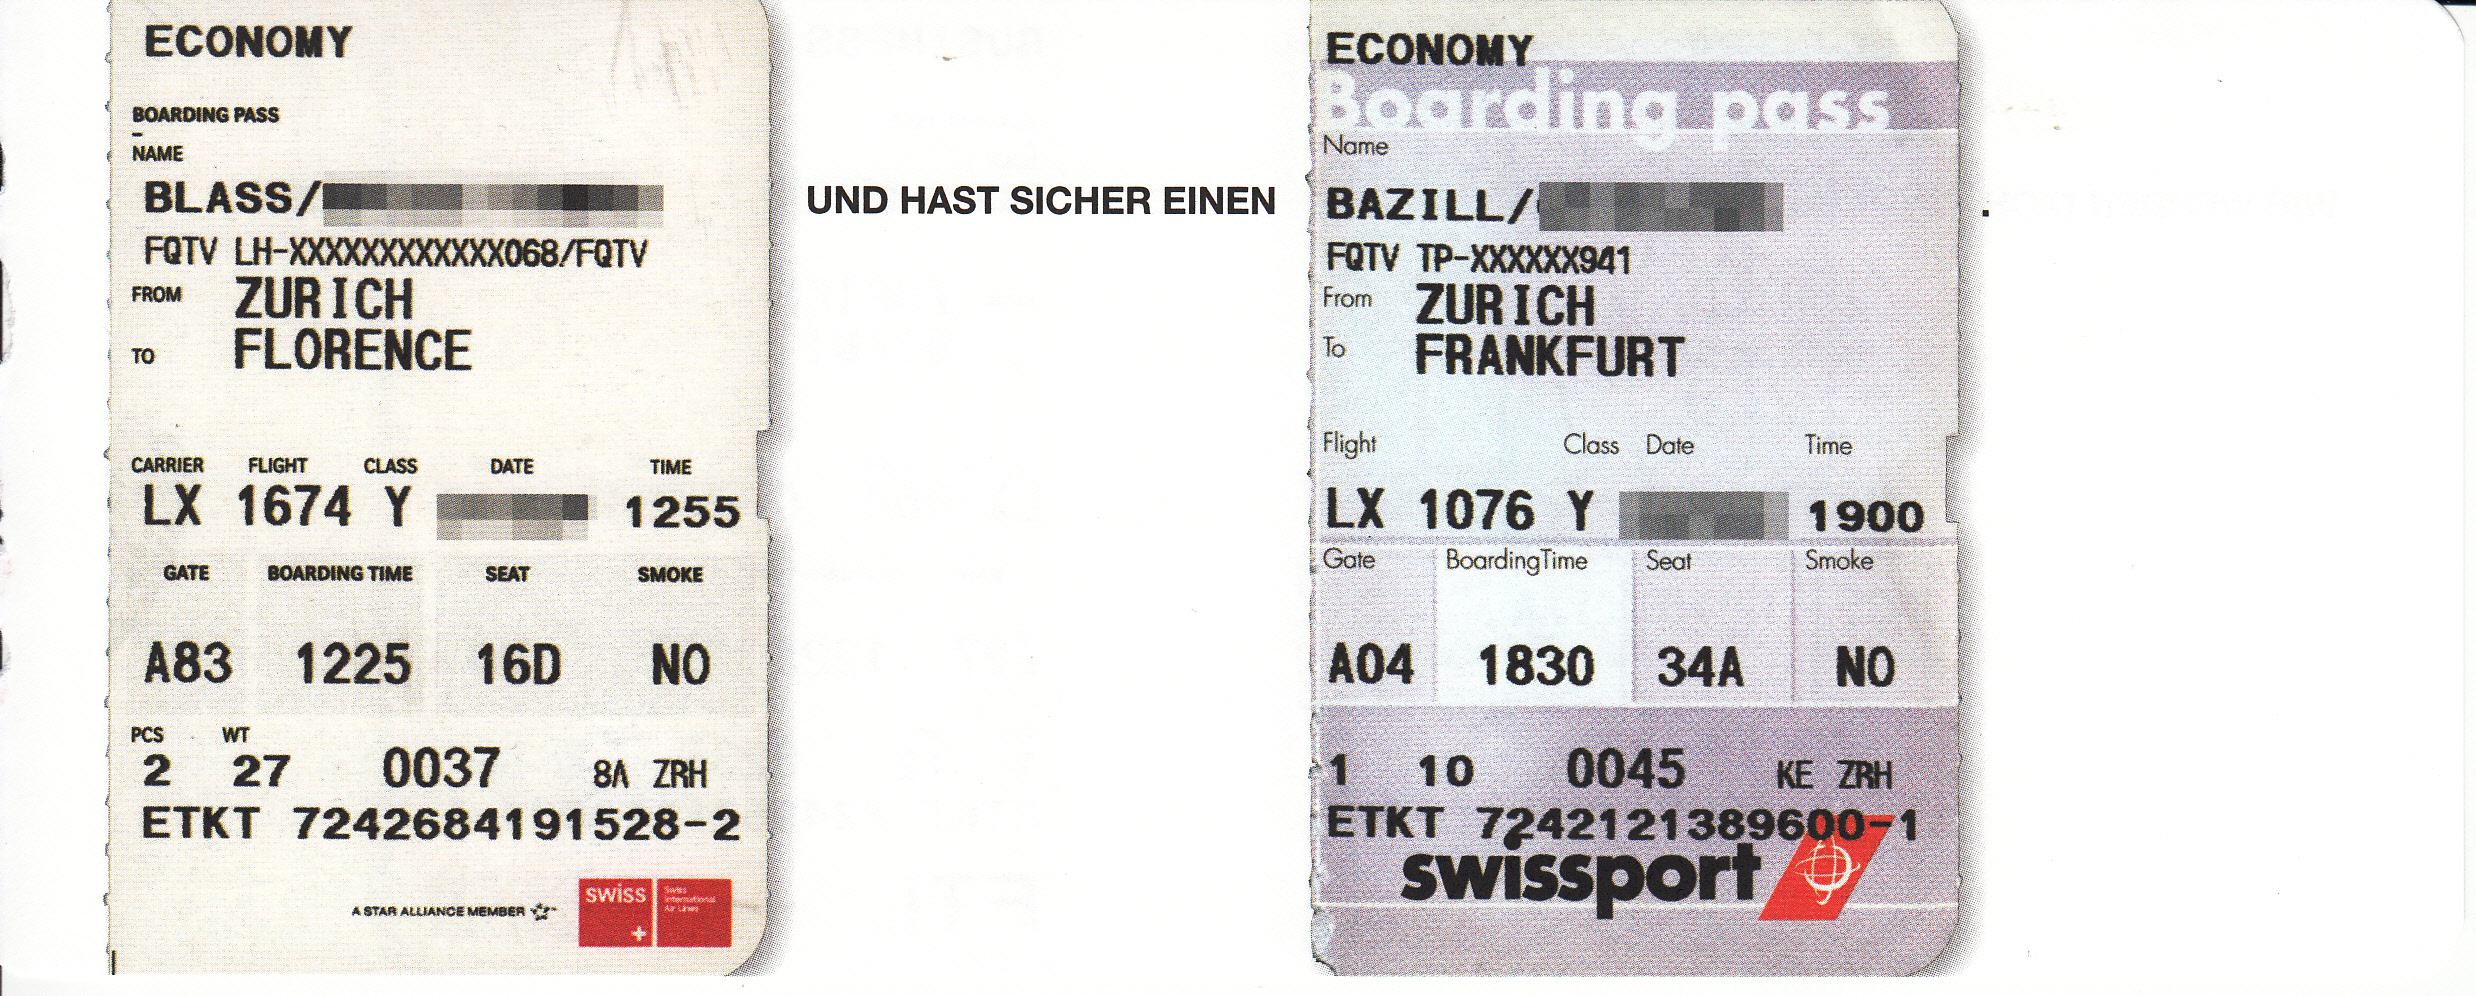 ECONOMY
BOARDING PASS
NAME
BLASS/
FQTV LH-XXXXXXXXXXXX068/FQTV
FROM ZURICH
TO FLORENCE
CARRIER FLIGHT CLASS DATE TIME
LX 1674 Y 1255
GATE BOARDING TIME SEAT SMOKE
A83 1225 16D NO
PCS WT
2 27 0037 8A ZRH
ETKT 7242684191528-2
A STAR ALLIANCE MEMBER
swiss
Swiss
International
Air Lines
UND HAST SICHER EINEN
ECONOMY
Boarding pass
Name
BAZILL/
FQTV TP-XXXXXX941
From ZURICH
To FRANKFURT
Flight Class Date Time
LX 1076 Y 1900
Gate BoardingTime Seat Smoke
A04 1830 34A NO
1 10 0045 KE ZRH
ETKT 7242121389600-1
swissport
.